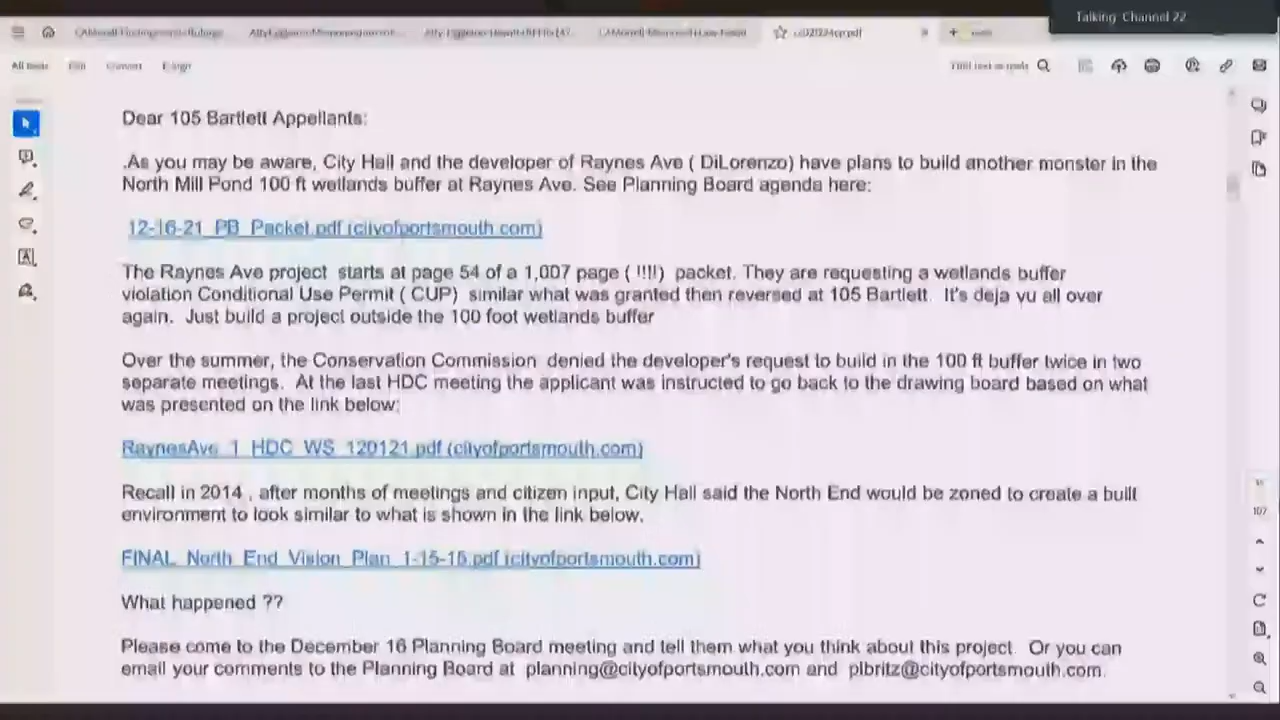 Talking: Channel 22
All tools Edit Convert E-sign
Find text or tools
Dear 105 Bartlett Appellants:
.As you may be aware, City Hall and the developer of Raynes Ave ( DiLorenzo) have plans to build another monster in the
North Mill Pond 100 ft wetlands buffer at Raynes Ave. See Planning Board agenda here:
12-16-21_PB_Packet.pdf (cityofportsmouth.com)
The Raynes Ave project starts at page 54 of a 1,007 page ( !!!!) packet. They are requesting a wetlands buffer
violation Conditional Use Permit ( CUP) similar what was granted then reversed at 105 Bartlett. It's deja vu all over
again. Just build a project outside the 100 foot wetlands buffer
Over the summer, the Conservation Commission denied the developer's request to build in the 100 ft buffer twice in two
separate meetings. At the last HDC meeting the applicant was instructed to go back to the drawing board based on what
was presented on the link below:
RaynesAve_1_HDC_WS_120121.pdf (cityofportsmouth.com)
Recall in 2014 , after months of meetings and citizen input, City Hall said the North End would be zoned to create a built
environment to look similar to what is shown in the link below.
FINAL_North_End_Vision_Plan_1-15-15.pdf (cityofportsmouth.com)
What happened ??
Please come to the December 16 Planning Board meeting and tell them what you think about this project. Or you can
email your comments to the Planning Board at planning@cityofportsmouth.com and plbritz@cityofportsmouth.com.
107